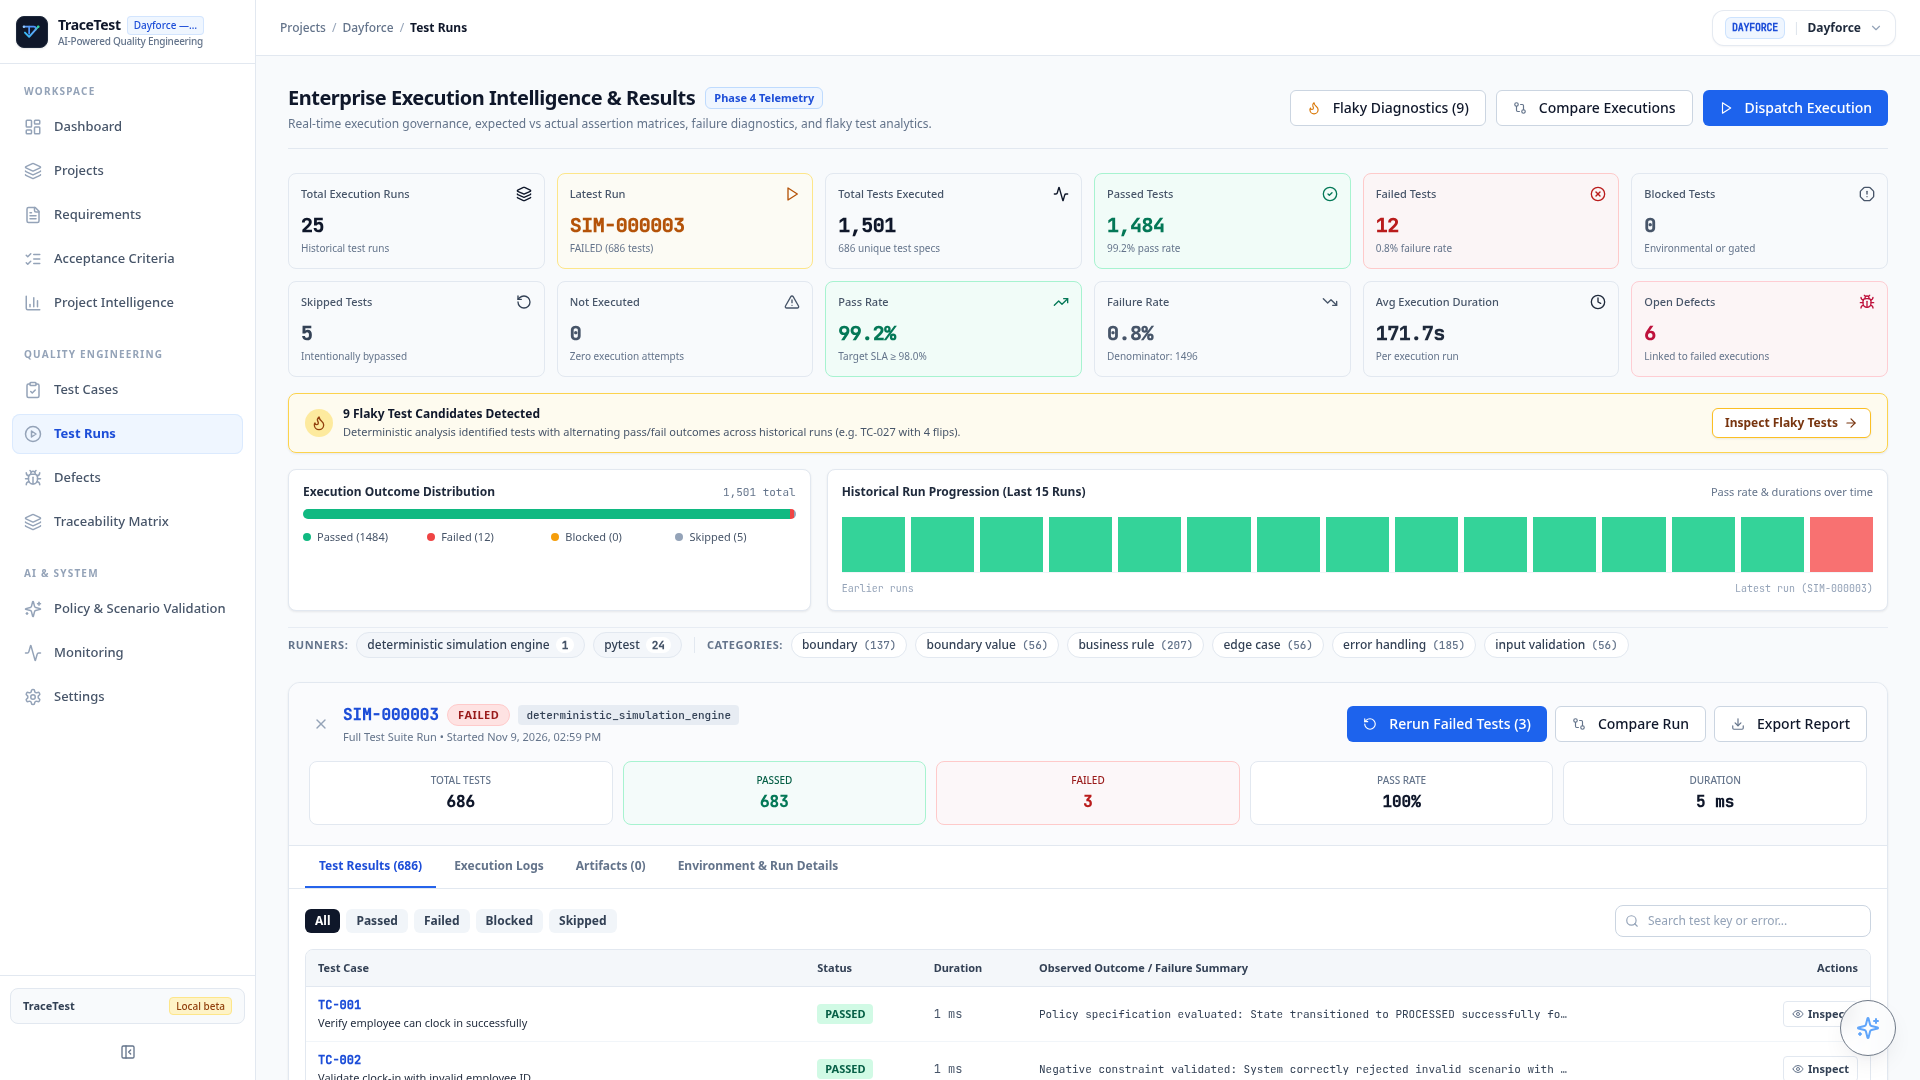 TraceTest Dayforce —...
AI-Powered Quality Engineering
Projects / Dayforce / Test Runs
DAYFORCE Dayforce
WORKSPACE
Dashboard
Projects
Requirements
Acceptance Criteria
Project Intelligence
QUALITY ENGINEERING
Test Cases
Test Runs
Defects
Traceability Matrix
AI & SYSTEM
Policy & Scenario Validation
Monitoring
Settings
TraceTest Local beta
Enterprise Execution Intelligence & Results Phase 4 Telemetry
Real-time execution governance, expected vs actual assertion matrices, failure diagnostics, and flaky test analytics.
Flaky Diagnostics (9) Compare Executions Dispatch Execution
Total Execution Runs
25
Historical test runs
Latest Run
SIM-000003
FAILED (686 tests)
Total Tests Executed
1,501
686 unique test specs
Passed Tests
1,484
99.2% pass rate
Failed Tests
12
0.8% failure rate
Blocked Tests
0
Environmental or gated
Skipped Tests
5
Intentionally bypassed
Not Executed
0
Zero execution attempts
Pass Rate
99.2%
Target SLA ≥ 98.0%
Failure Rate
0.8%
Denominator: 1496
Avg Execution Duration
171.7s
Per execution run
Open Defects
6
Linked to failed executions
9 Flaky Test Candidates Detected
Deterministic analysis identified tests with alternating pass/fail outcomes across historical runs (e.g. TC-027 with 4 flips).
Inspect Flaky Tests
Execution Outcome Distribution 1,501 total
Passed (1484) Failed (12) Blocked (0) Skipped (5)
Historical Run Progression (Last 15 Runs) Pass rate & durations over time
Earlier runs Latest run (SIM-000003)
RUNNERS: deterministic simulation engine 1 pytest 24 CATEGORIES: boundary (137) boundary value (56) business rule (207) edge case (56) error handling (185) input validation (56)
SIM-000003 FAILED deterministic_simulation_engine
Full Test Suite Run • Started Nov 9, 2026, 02:59 PM
Rerun Failed Tests (3) Compare Run Export Report
TOTAL TESTS
686
PASSED
683
FAILED
3
PASS RATE
100%
DURATION
5 ms
Test Results (686) Execution Logs Artifacts (0) Environment & Run Details
All Passed Failed Blocked Skipped
Search test key or error...
Test Case Status Duration Observed Outcome / Failure Summary Actions
TC-001
Verify employee can clock in successfully
PASSED 1 ms Policy specification evaluated: State transitioned to PROCESSED successfully fo…
TC-002
Validate clock-in with invalid employee ID
PASSED 1 ms Negative constraint validated: System correctly rejected invalid scenario with … Inspect